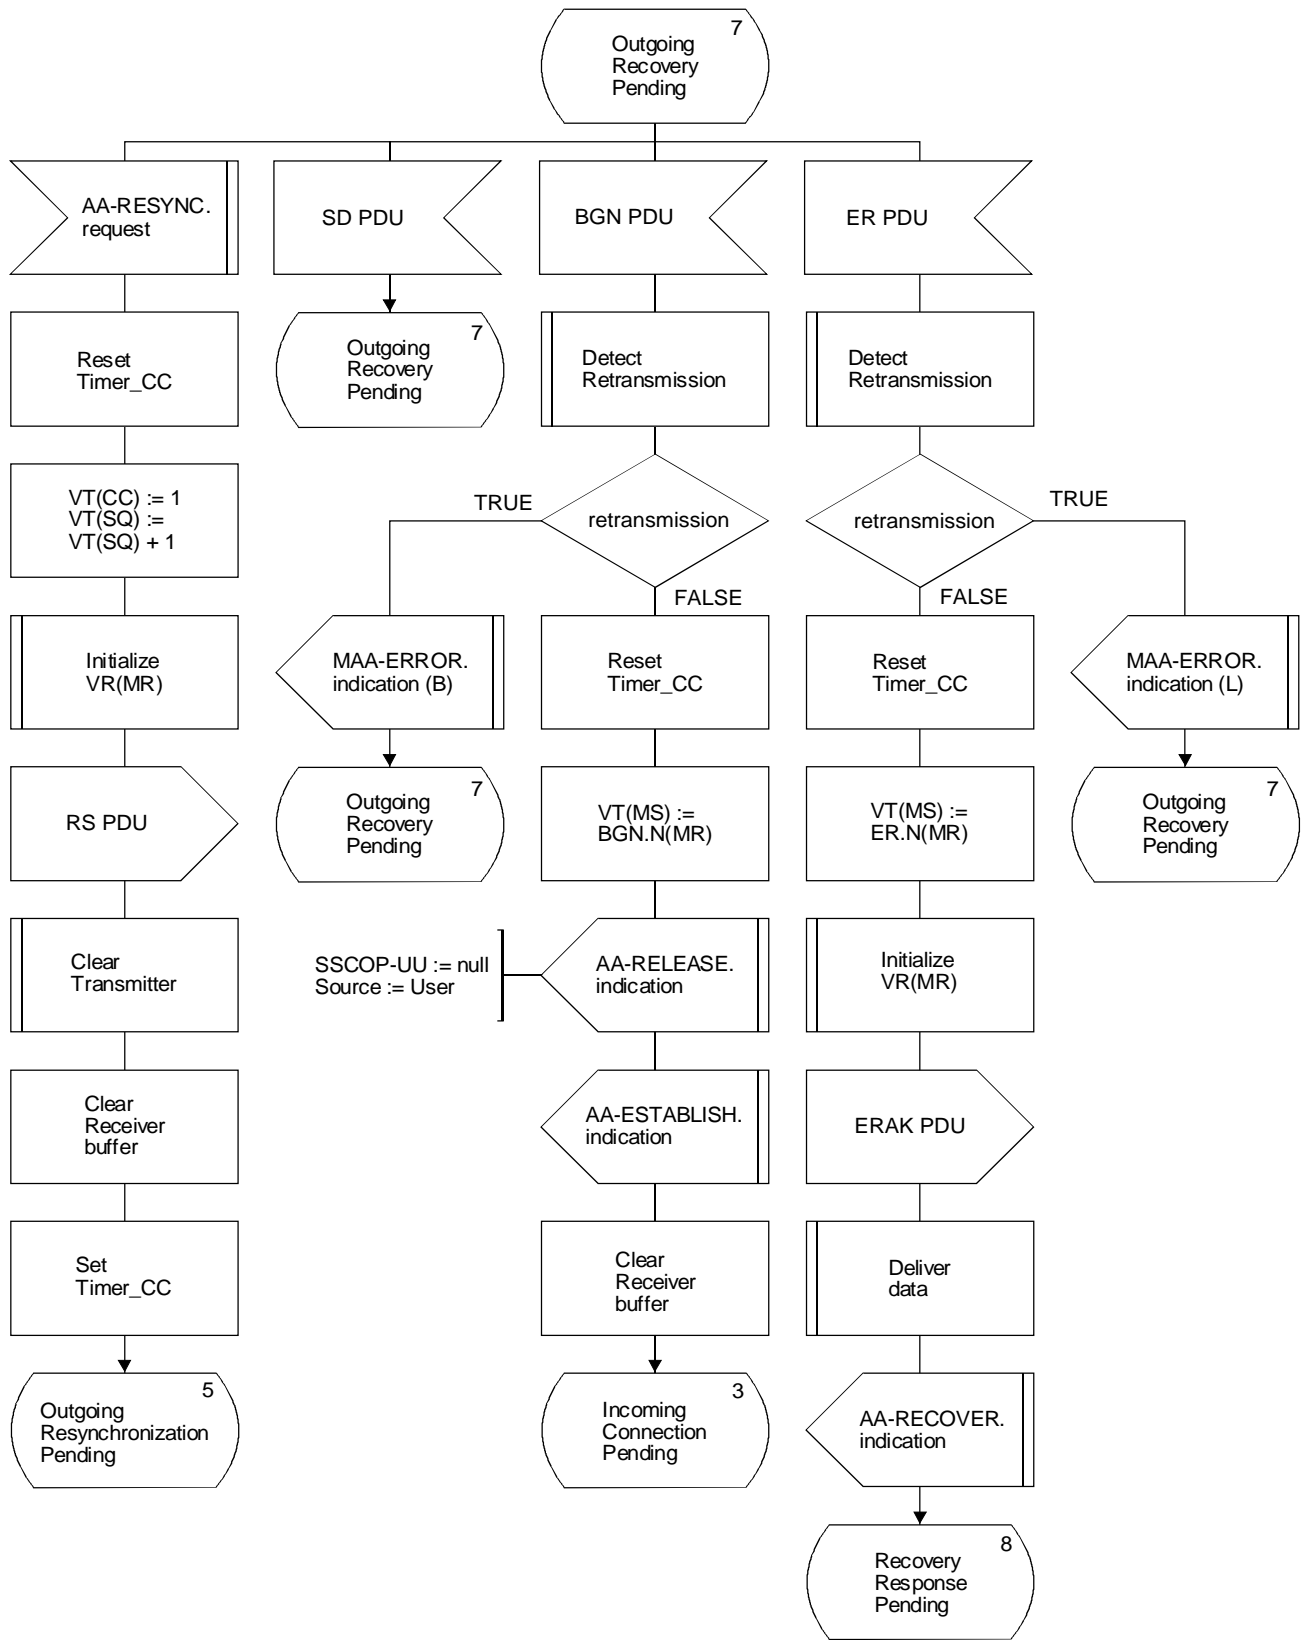 7
Outgoing
Recovery
Pending
AA-RESYNC.
request
SD PDU
BGN PDU
ER PDU
Reset
Timer_CC
7
Outgoing
Recovery
Pending
Detect
Retransmission
Detect
Retransmission
VT(CC) := 1
VT(SQ) :=
VT(SQ) + 1
TRUE
retransmission
FALSE
retransmission
TRUE
FALSE
Initialize
VR(MR)
MAA-ERROR.
indication (B)
Reset
Timer_CC
Reset
Timer_CC
MAA-ERROR.
indication (L)
RS PDU
7
Outgoing
Recovery
Pending
VT(MS) :=
BGN.N(MR)
VT(MS) :=
ER.N(MR)
7
Outgoing
Recovery
Pending
Clear
Transmitter
SSCOP-UU := null
Source := User
AA-RELEASE.
indication
Initialize
VR(MR)
Clear
Receiver
buffer
AA-ESTABLISH.
indication
ERAK PDU
Set
Timer_CC
Clear
Receiver
buffer
Deliver
data
5
Outgoing
Resynchronization
Pending
3
Incoming
Connection
Pending
AA-RECOVER.
indication
8
Recovery
Response
Pending